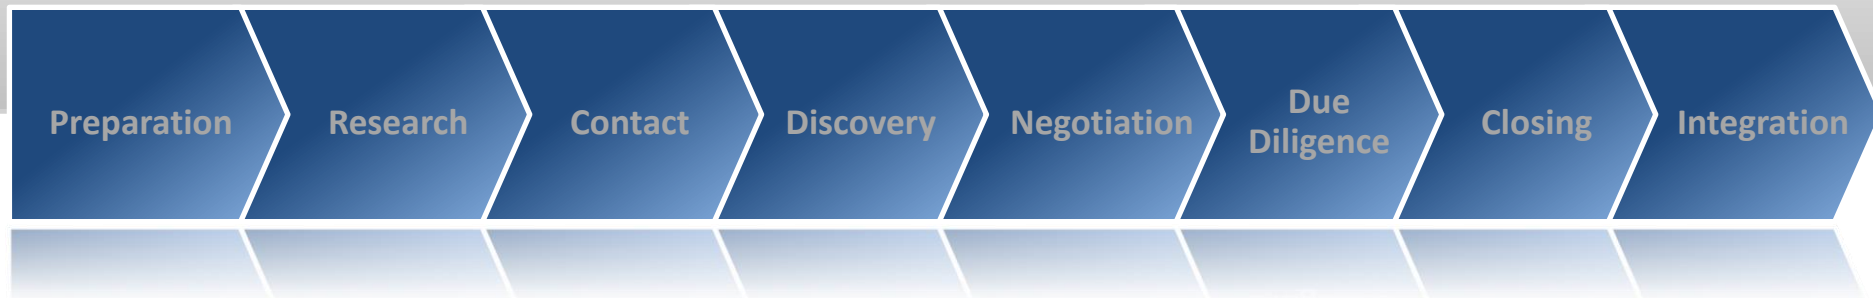 Preparation
Research
Contact
Discovery
Negotiation
Due
Diligence
Closing
Integration